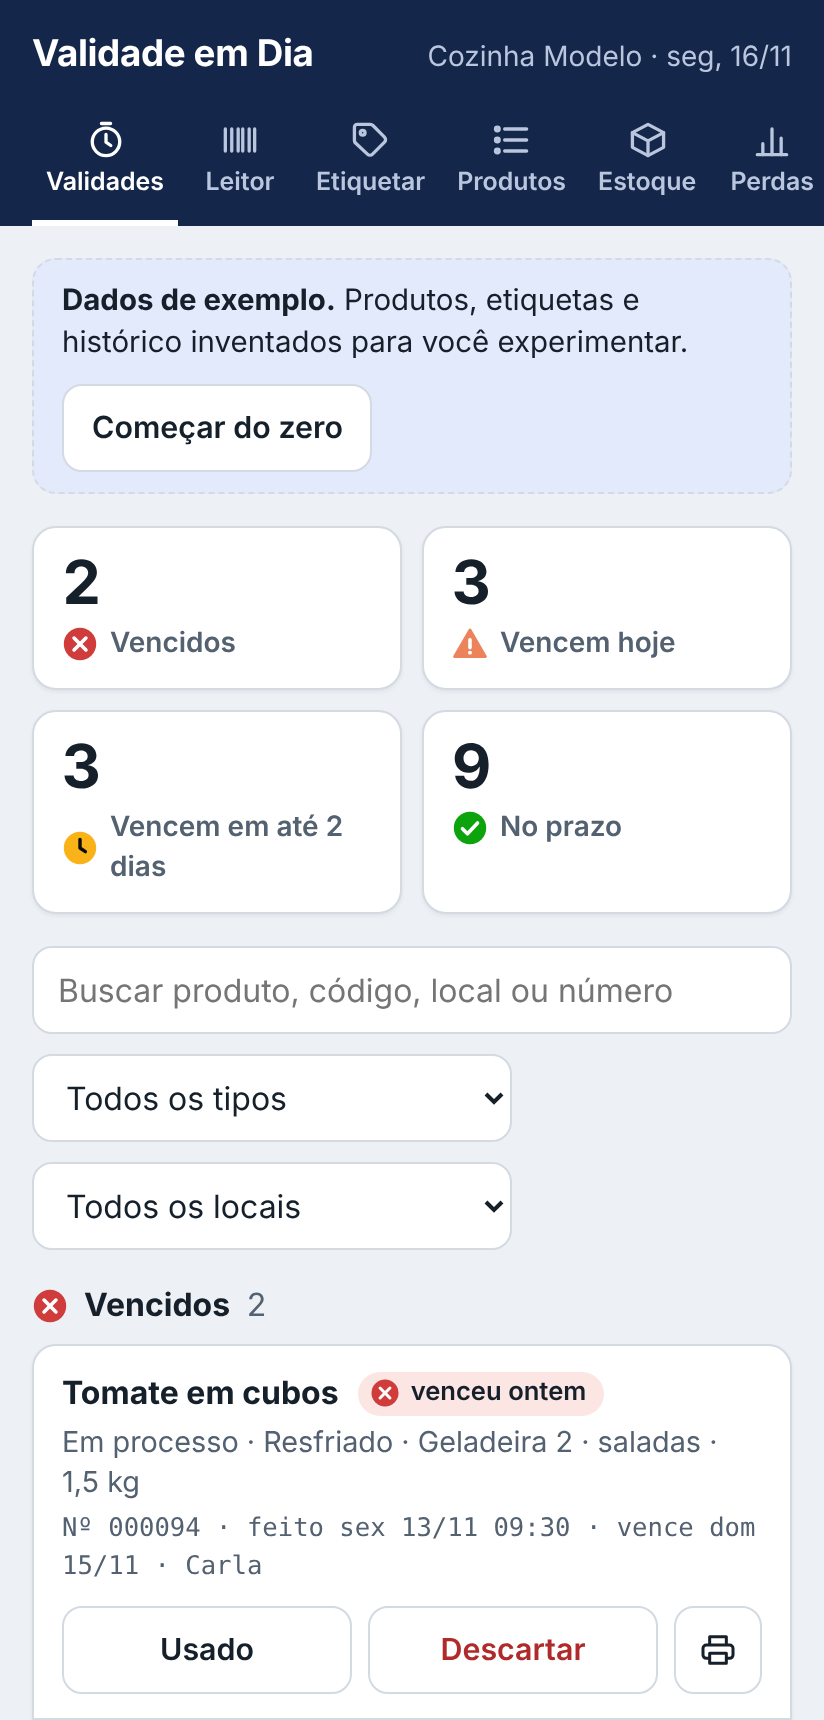 Validade em Dia
Cozinha Modelo · seg, 16/11
Validades
Leitor
Etiquetar
Produtos
Estoque
Perdas
Dados de exemplo. Produtos, etiquetas e
histórico inventados para você experimentar.
Começar do zero
2
Vencidos
3
Vencem hoje
3
Vencem em até 2
dias
9
No prazo
Buscar produto, código, local ou número
Todos os tipos
Todos os locais
Vencidos 2
Tomate em cubos
venceu ontem
Em processo · Resfriado · Geladeira 2 · saladas ·
1,5 kg
Nº 000094 · feito sex 13/11 09:30 · vence dom
15/11 · Carla
Usado
Descartar